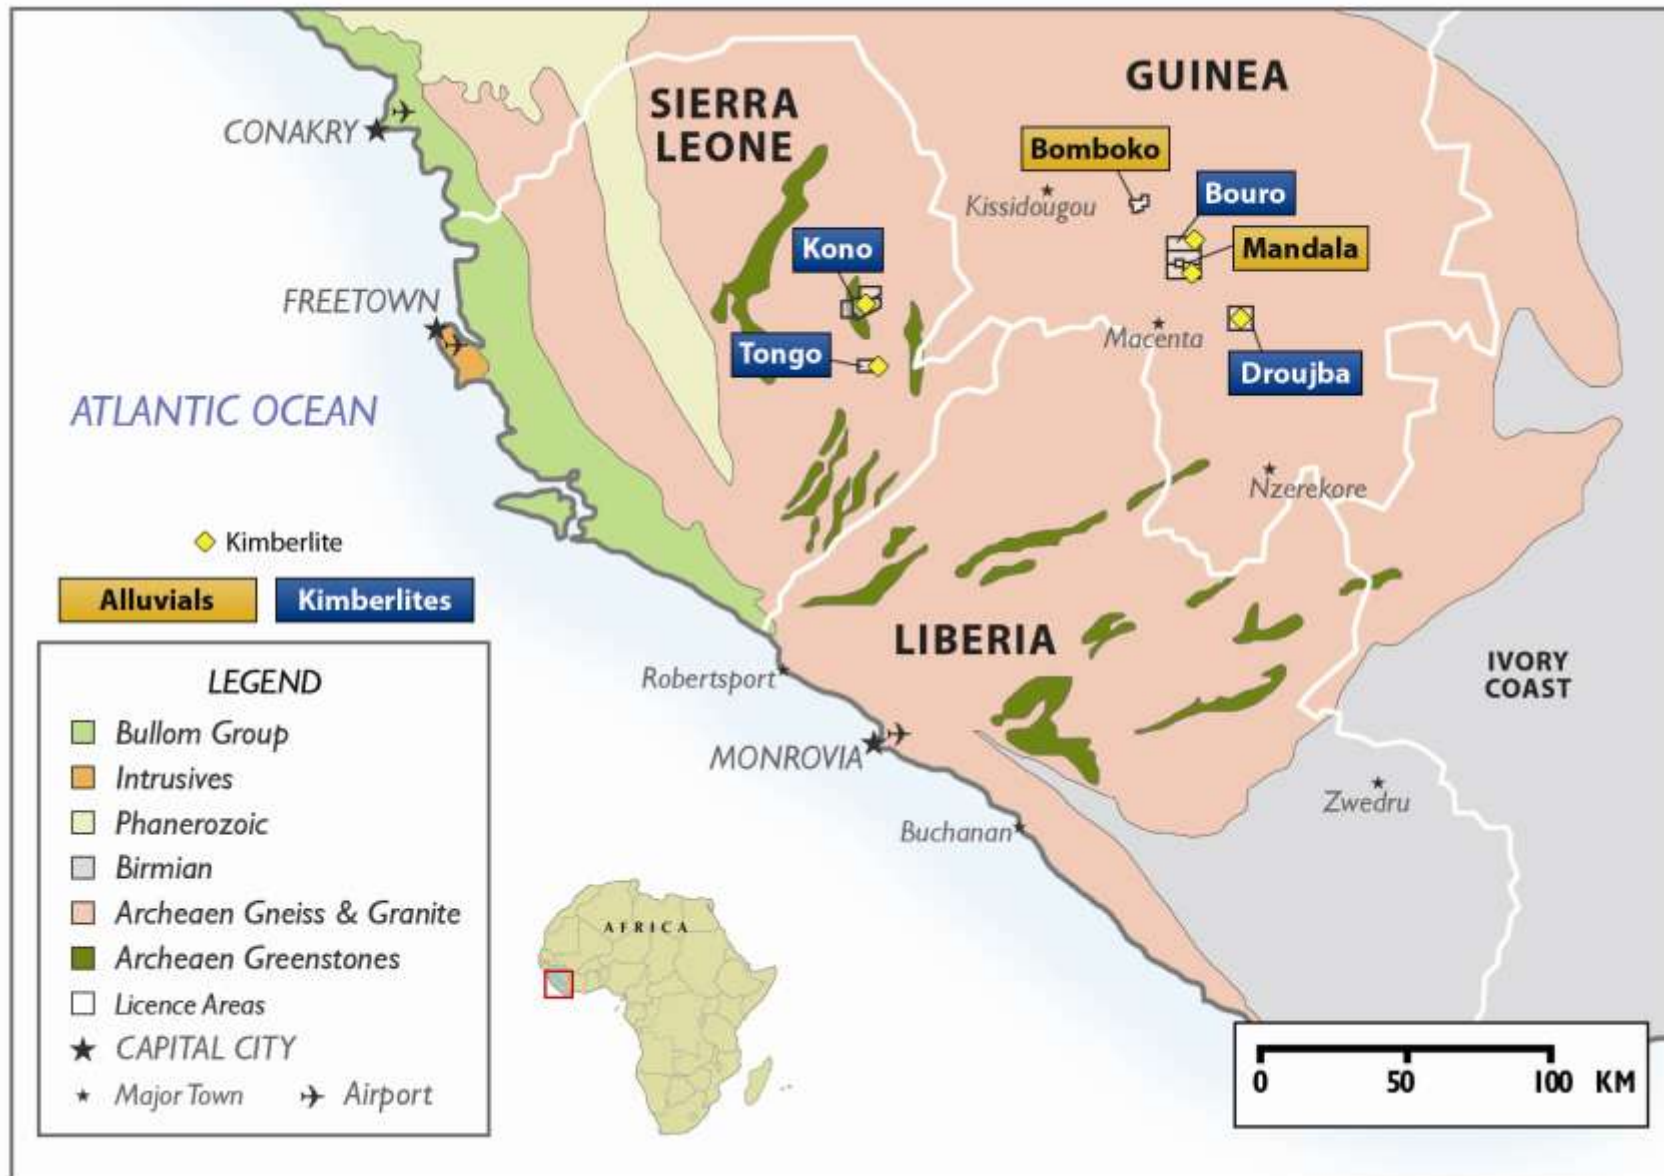 GUINEA
SIERRA
LEONE
CONAKRY
Bomboko
Kissidougou
Bouro
Kono
Mandala
FREETOWN
Macenta
Tongo
Droujba
ATLANTIC OCEAN
Nzerekore
Kimberlite
Alluvials
Kimberlites
LIBERIA
IVORY
COAST
Robertsport
MONROVIA
Zwedru
Buchanan
LEGEND
Bullom Group
Intrusives
Phanerozoic
Birmian
Archeaen Gneiss & Granite
Archeaen Greenstones
Licence Areas
CAPITAL CITY
Major Town
Airport
AFRICA
0 50 100 KM